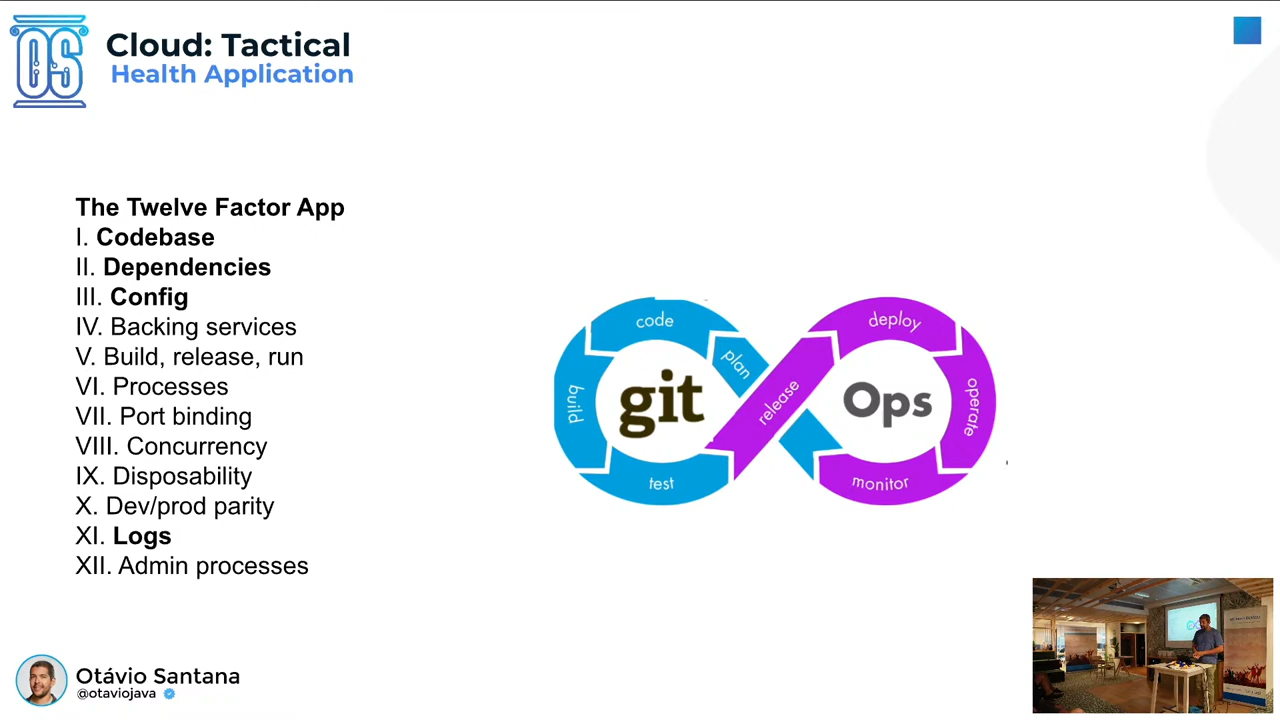 OS
Cloud: Tactical
Health Application
The Twelve Factor App
I. Codebase
II. Dependencies
III. Config
IV. Backing services
V. Build, release, run
VI. Processes
VII. Port binding
VIII. Concurrency
IX. Disposability
X. Dev/prod parity
XI. Logs
XII. Admin processes
code
plan
build
git
test
release
deploy
Ops
operate
monitor
Otávio Santana
@otaviojava